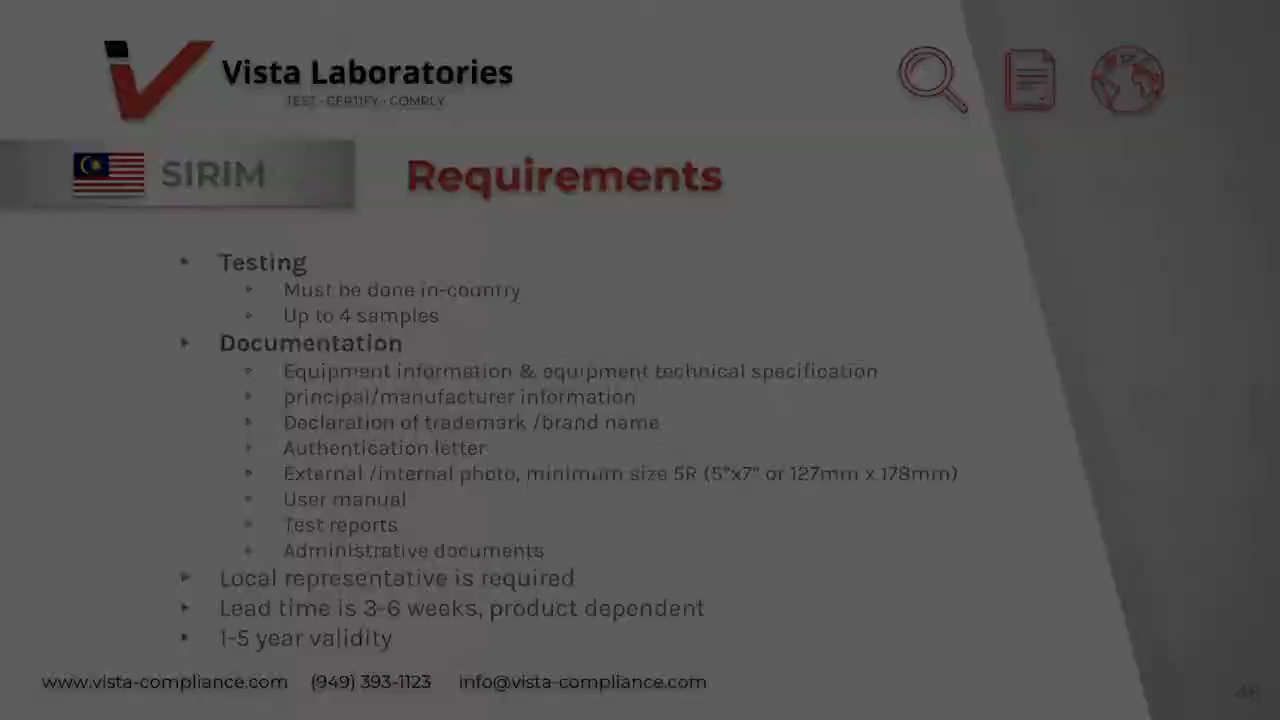 Vista Laboratories
TEST · CERTIFY · COMPLY
SIRIM
Requirements
Testing
Must be done in-country
Up to 4 samples
Documentation
Equipment information & equipment technical specification
principal/manufacturer information
Declaration of trademark /brand name
Authentication letter
External /internal photo, minimum size 5R (5"x7" or 127mm x 178mm)
User manual
Test reports
Administrative documents
Local representative is required
Lead time is 3-6 weeks, product dependent
1-5 year validity
www.vista-compliance.com (949) 393-1123 info@vista-compliance.com